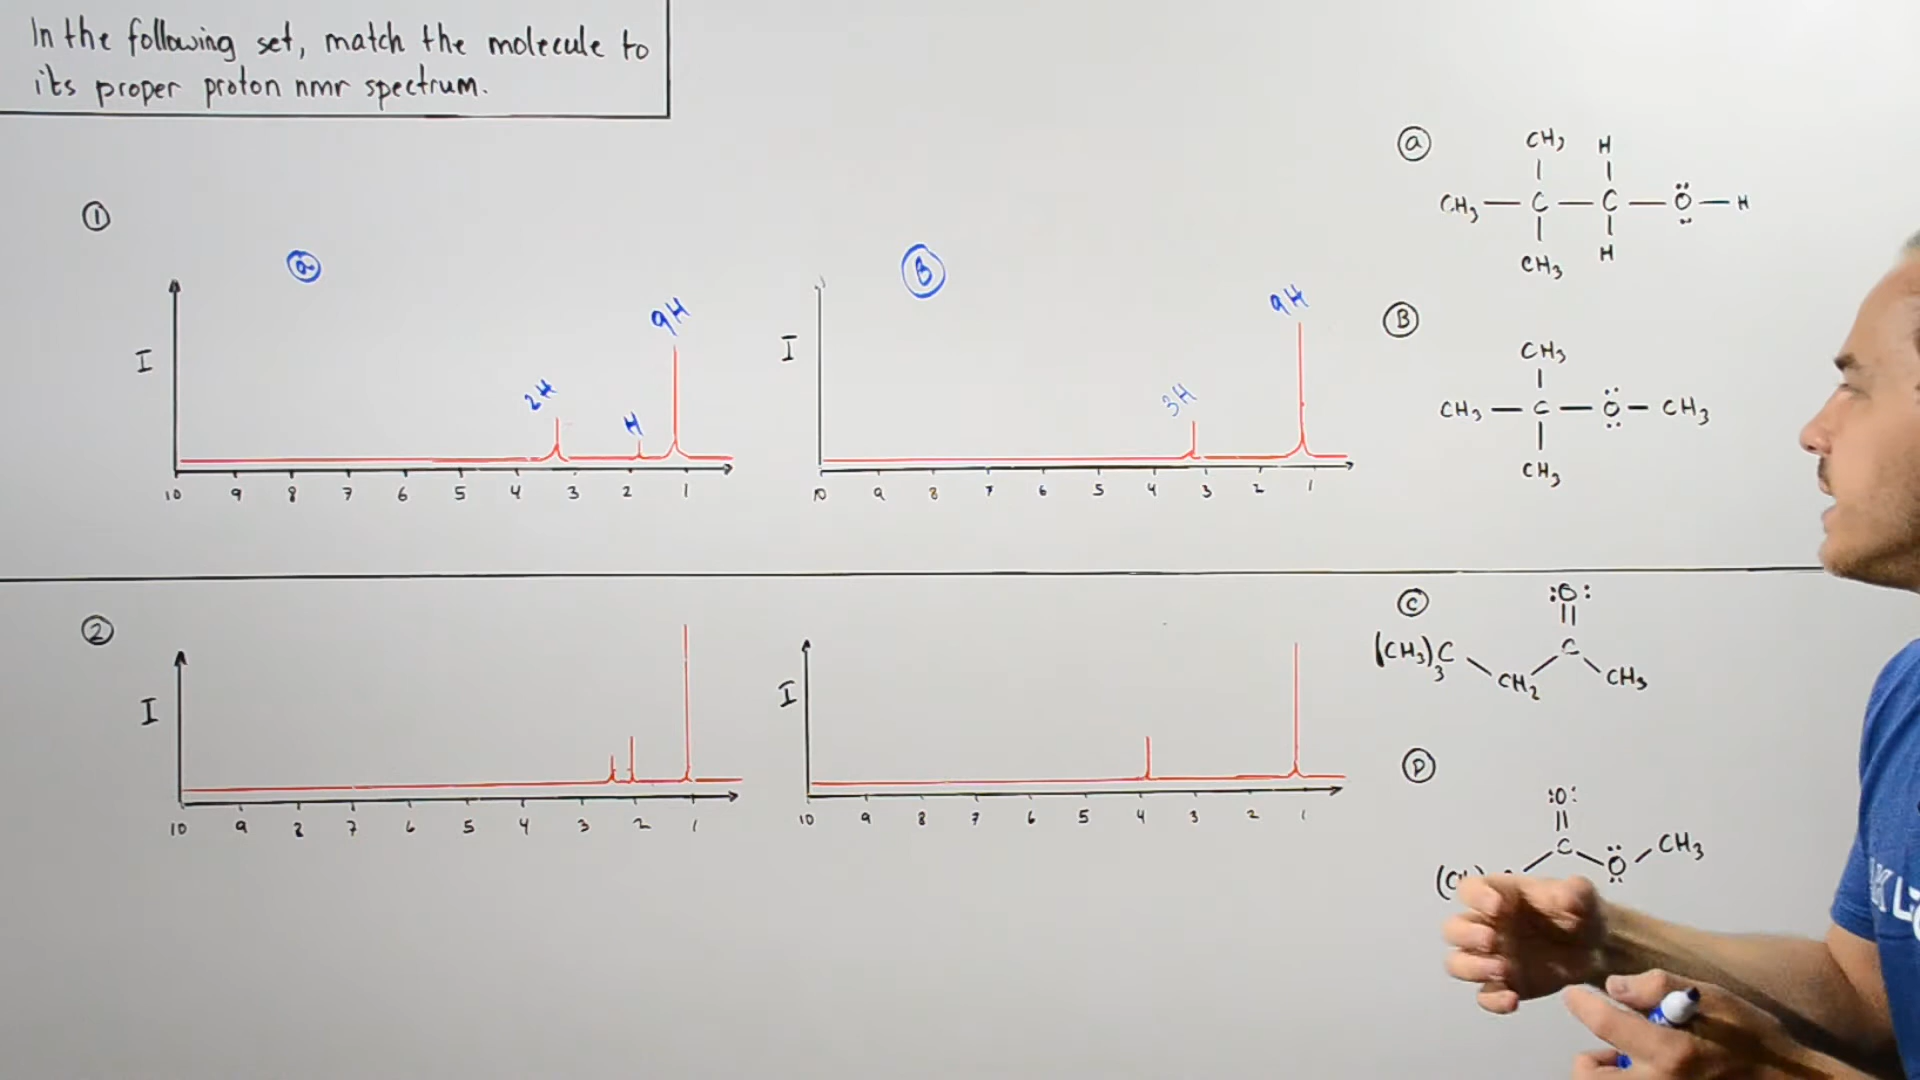 In the following set, match the molecule to
its proper proton nmr spectrum.
①
ⓐ
I
2H
H
9H
10 9 8 7 6 5 4 3 2 1
Ⓑ
I
3H
9H
10 9 8 7 6 5 4 3 2 1
ⓐ
CH3 H
CH3 — C — C — Ö — H
CH3 H
Ⓑ
CH3
CH3 — C — Ö — CH3
CH3
②
I
10 9 8 7 6 5 4 3 2 1
I
10 9 8 7 6 5 4 3 2 1
Ⓒ
:O:
(CH3)3C C
CH2 CH3
Ⓓ
:O:
C Ö CH3